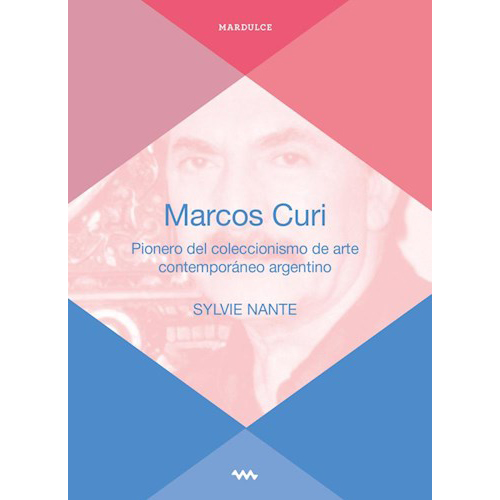 MARDULCE
Marcos Curi
Pionero del coleccionismo de arte
contemporáneo argentino
SYLVIE NANTE